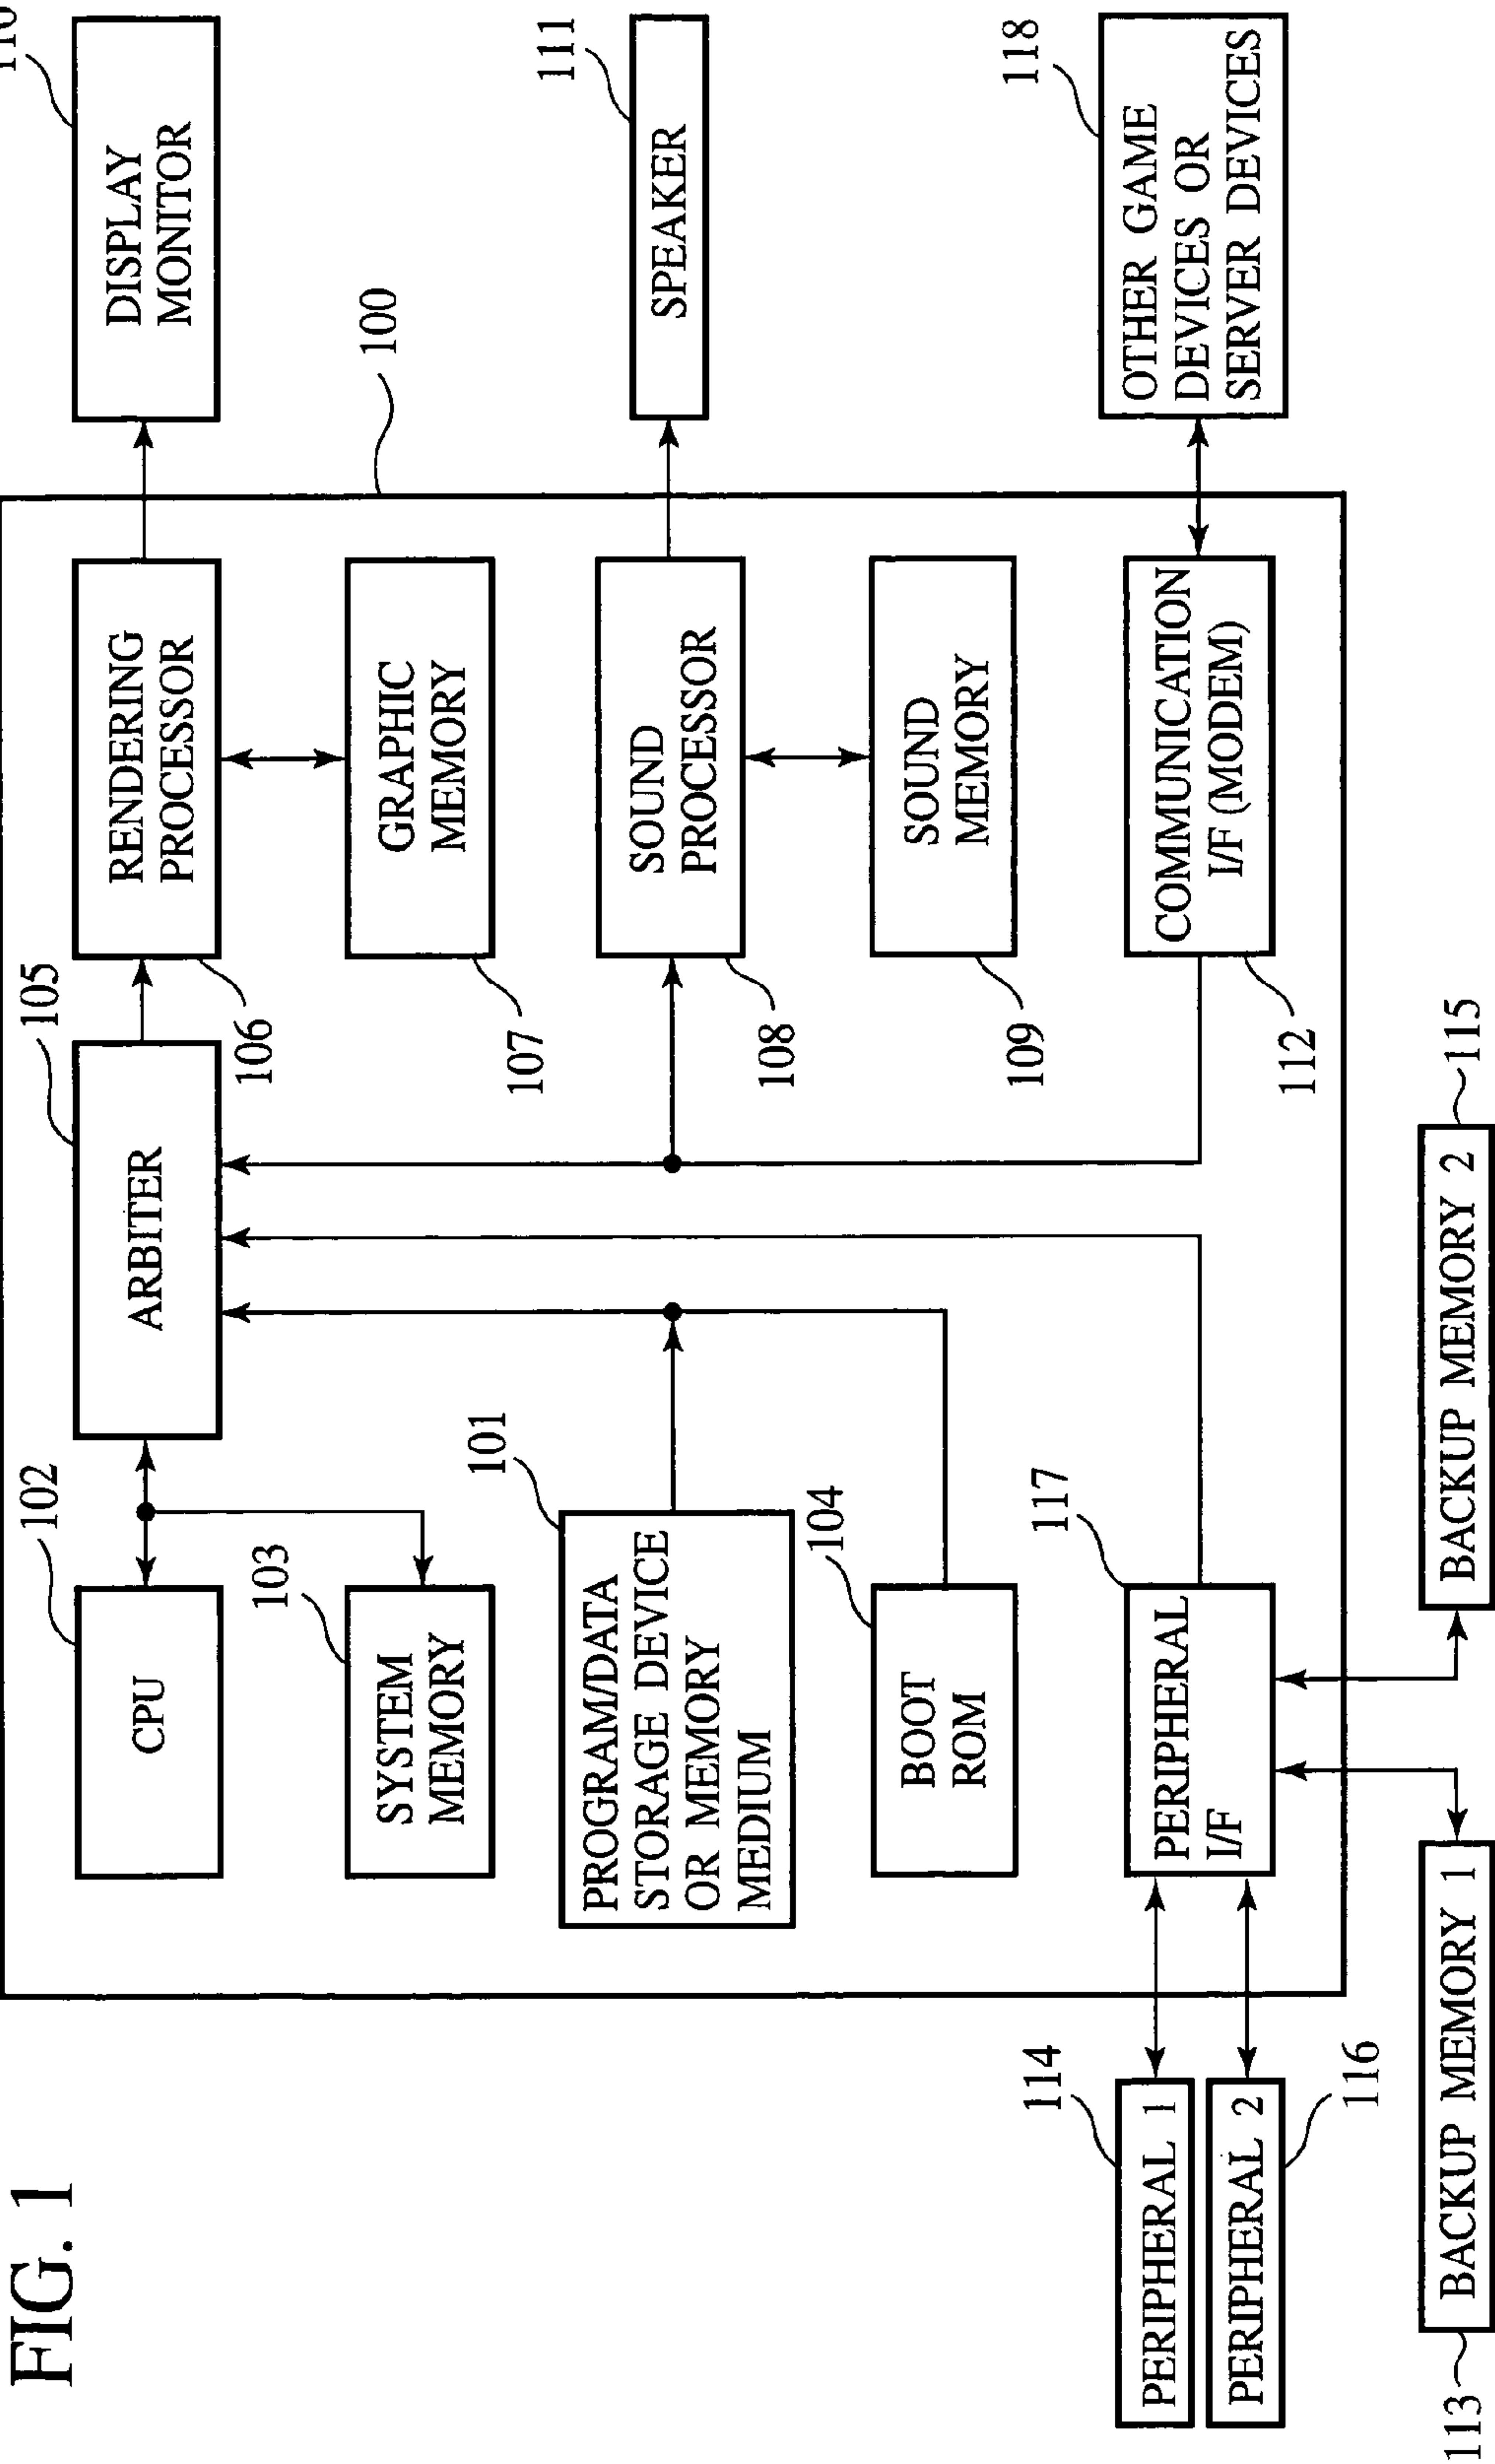 FIG. 1
102
CPU
103
SYSTEM
MEMORY
101
PROGRAM/DATA
STORAGE DEVICE
OR MEMORY
MEDIUM
104
BOOT
ROM
117
PERIPHERAL
I/F
105
ARBITER
106
RENDERING
PROCESSOR
107
GRAPHIC
MEMORY
108
SOUND
PROCESSOR
109
SOUND
MEMORY
112
COMMUNICATION
I/F (MODEM)
100
110
DISPLAY
MONITOR
111
SPEAKER
118
OTHER GAME
DEVICES OR
SERVER DEVICES
114
PERIPHERAL 1
PERIPHERAL 2
116
113
BACKUP MEMORY 1
BACKUP MEMORY 2
115